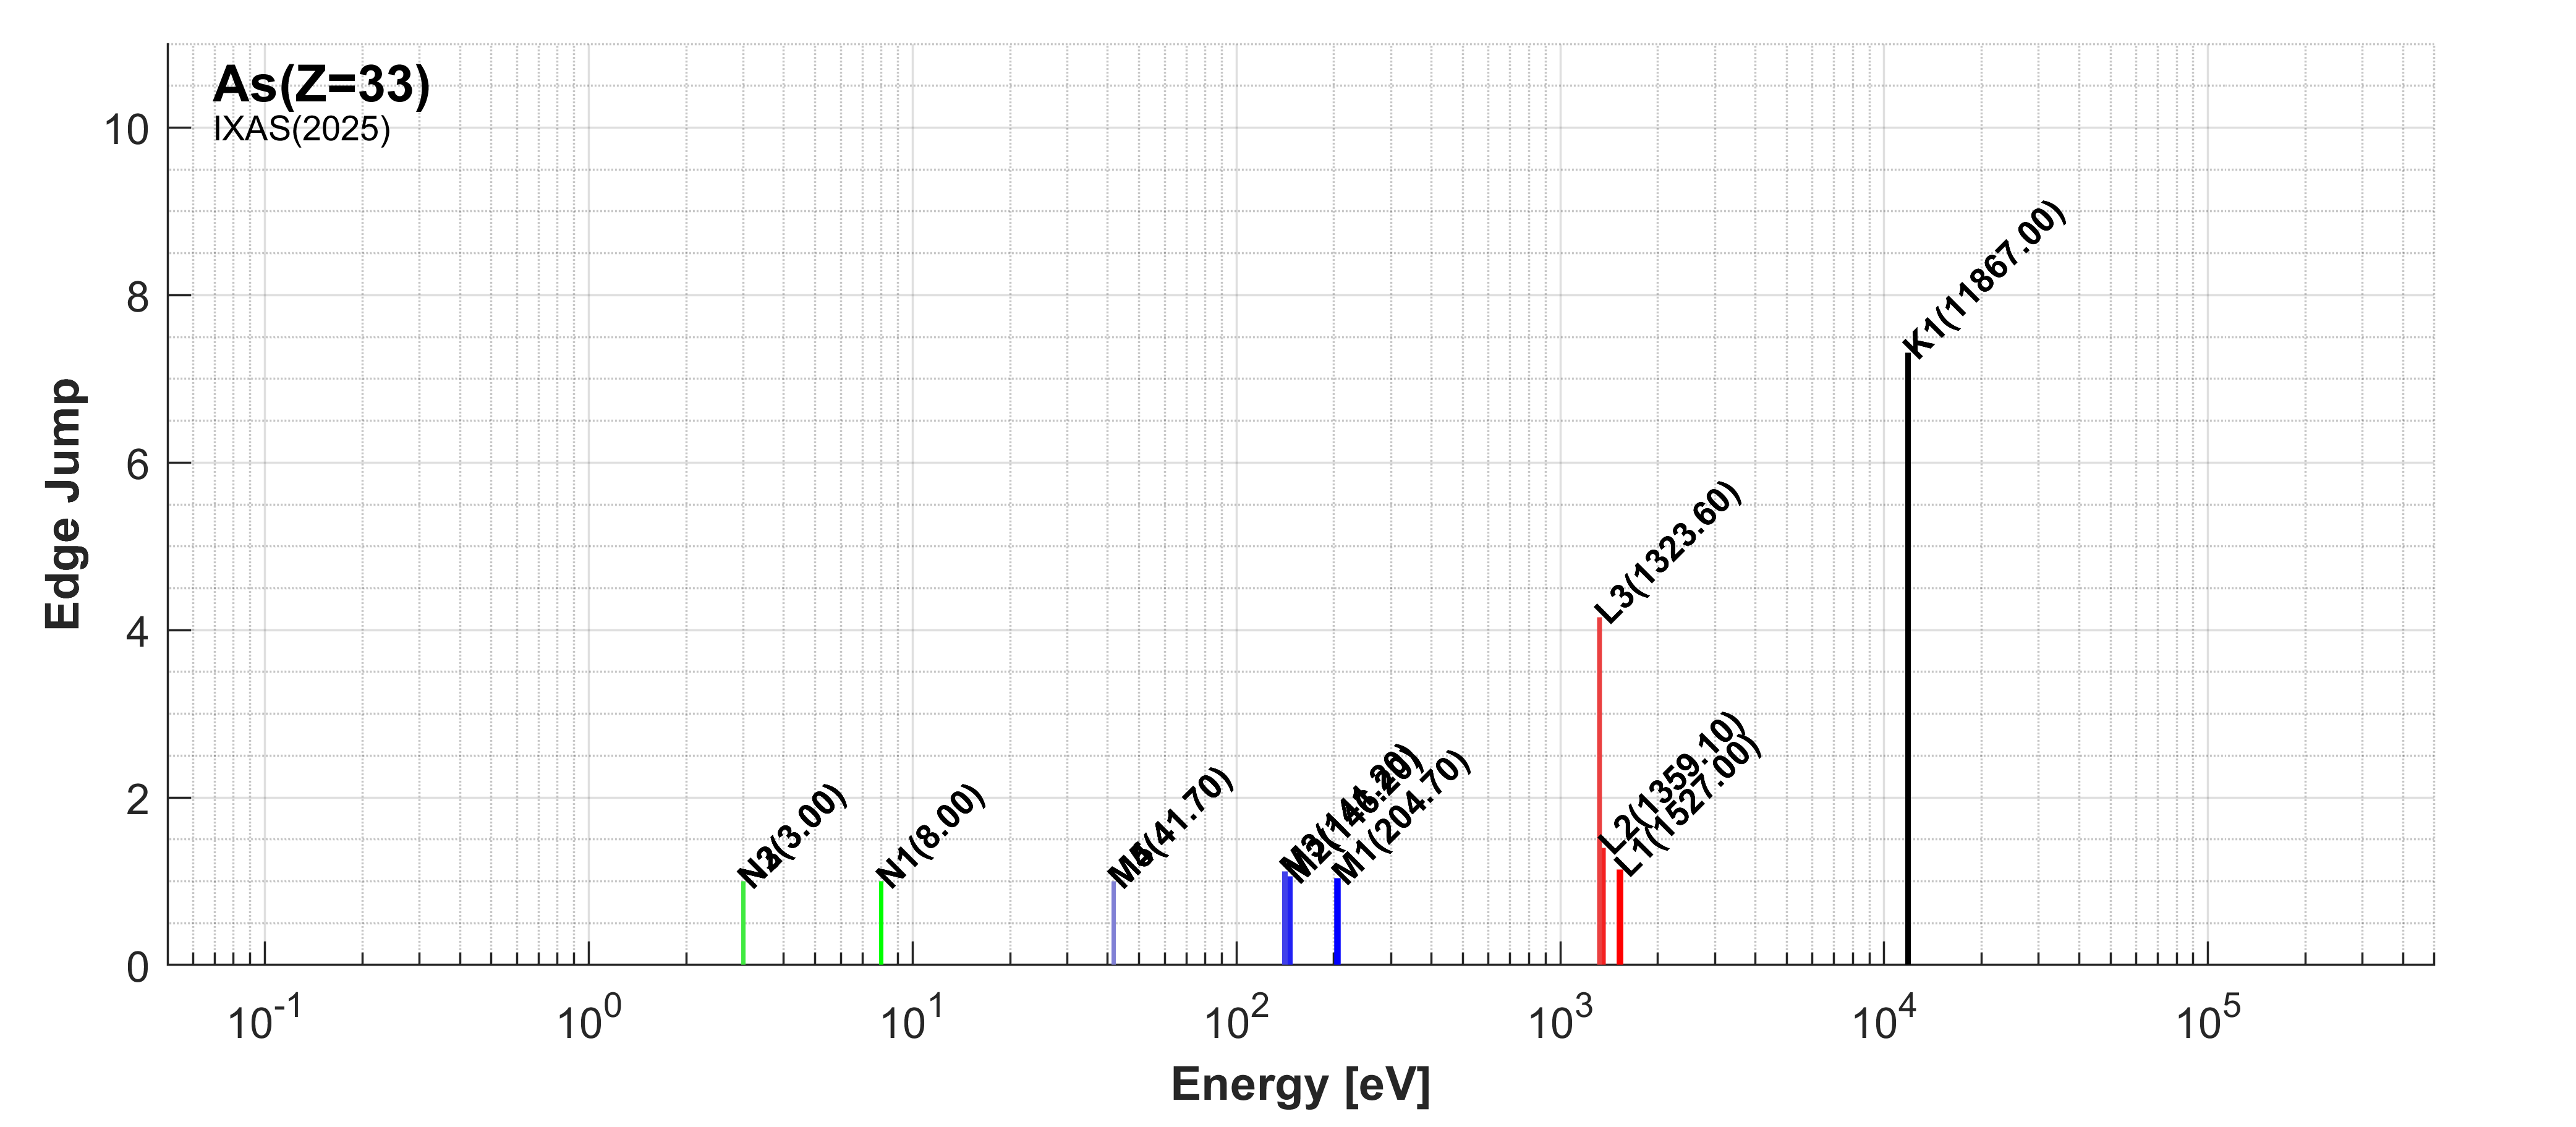 As(Z=33)
IXAS(2025)
10
8
6
4
2
0
Edge Jump
K1(11867.00)
L3(1323.60)
L2(1359.10)
L1(1527.00)
M1(204.70)
N1(8.00)
10^-1
10^0
10^1
10^2
10^3
10^4
10^5
Energy [eV]